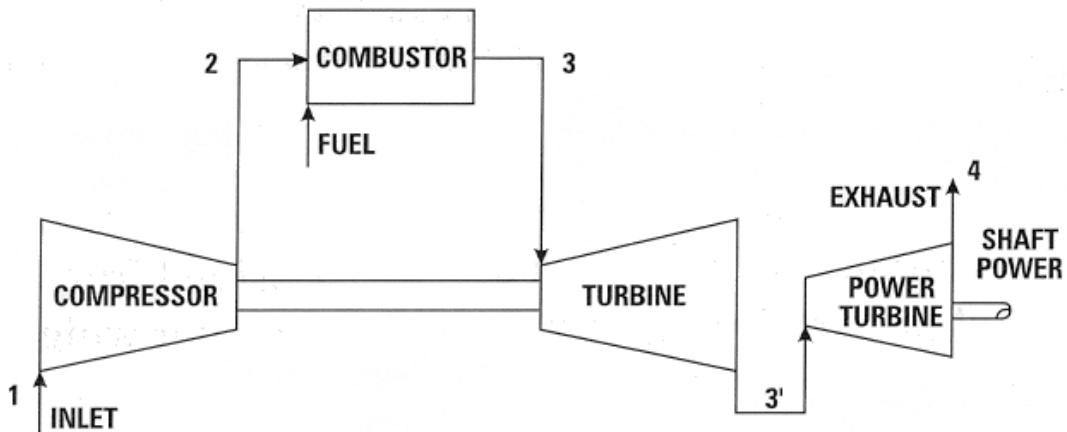 COMBUSTOR
2
3
FUEL
4
EXHAUST
SHAFT
POWER
COMPRESSOR
TURBINE
POWER
TURBINE
1
INLET
3'